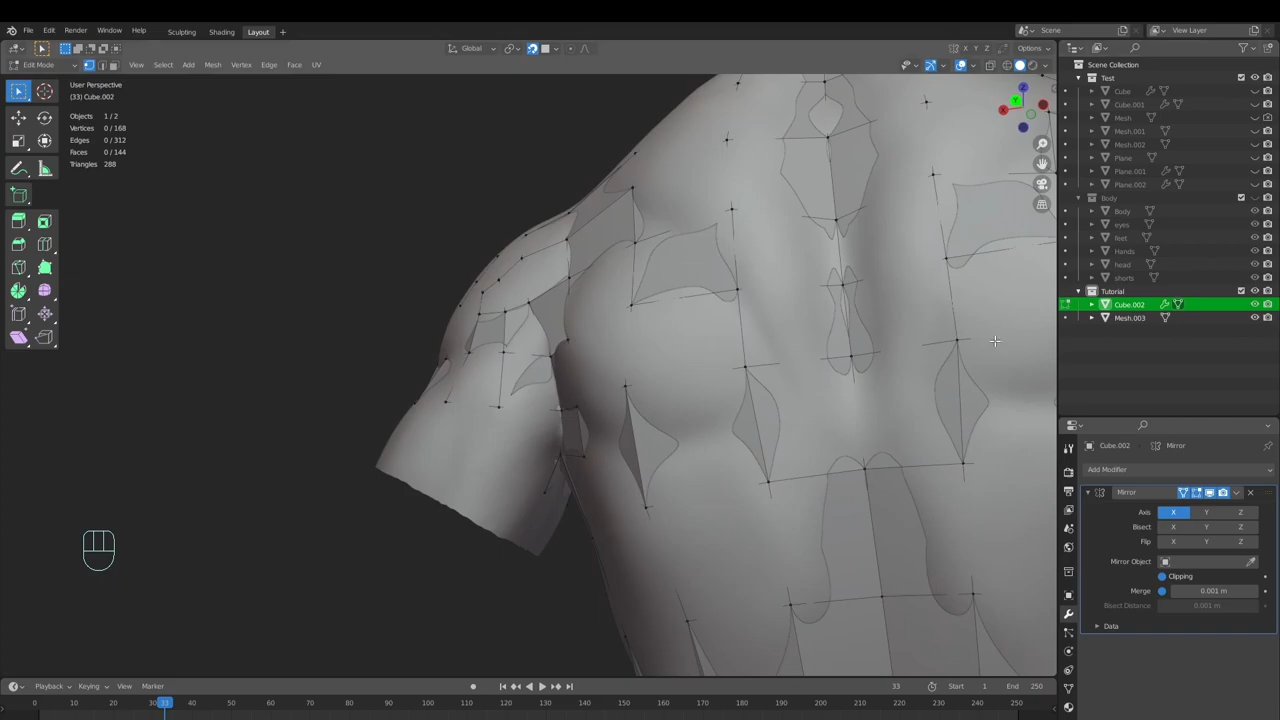 File Edit Render Window Help Sculpting Shading Layout + Scene View Layer
Global X Y Z Options
Edit Mode View Select Add Mesh Vertex Edge Face UV
User Perspective
(33) Cube.002
Objects 1 / 2
Vertices 0 / 168
Edges 0 / 312
Faces 0 / 144
Triangles 288
Z
Y
X
Scene Collection
Test
Cube
Cube.001
Mesh
Mesh.001
Mesh.002
Plane
Plane.001
Plane.002
Body
Body
eyes
feet
Hands
head
shorts
Tutorial
Cube.002
Mesh.003
Cube.002 Mirror
Add Modifier
Mirror
Axis X Y Z
Bisect X Y Z
Flip X Y Z
Mirror Object
Clipping
Merge 0.001 m
Bisect Distance 0.001 m
Data
Playback Keying View Marker 33 Start 1 End 250
0 10 20 30 33 40 50 60 70 80 90 100 110 120 130 140 150 160 170 180 190 200 210 220 230 240 250